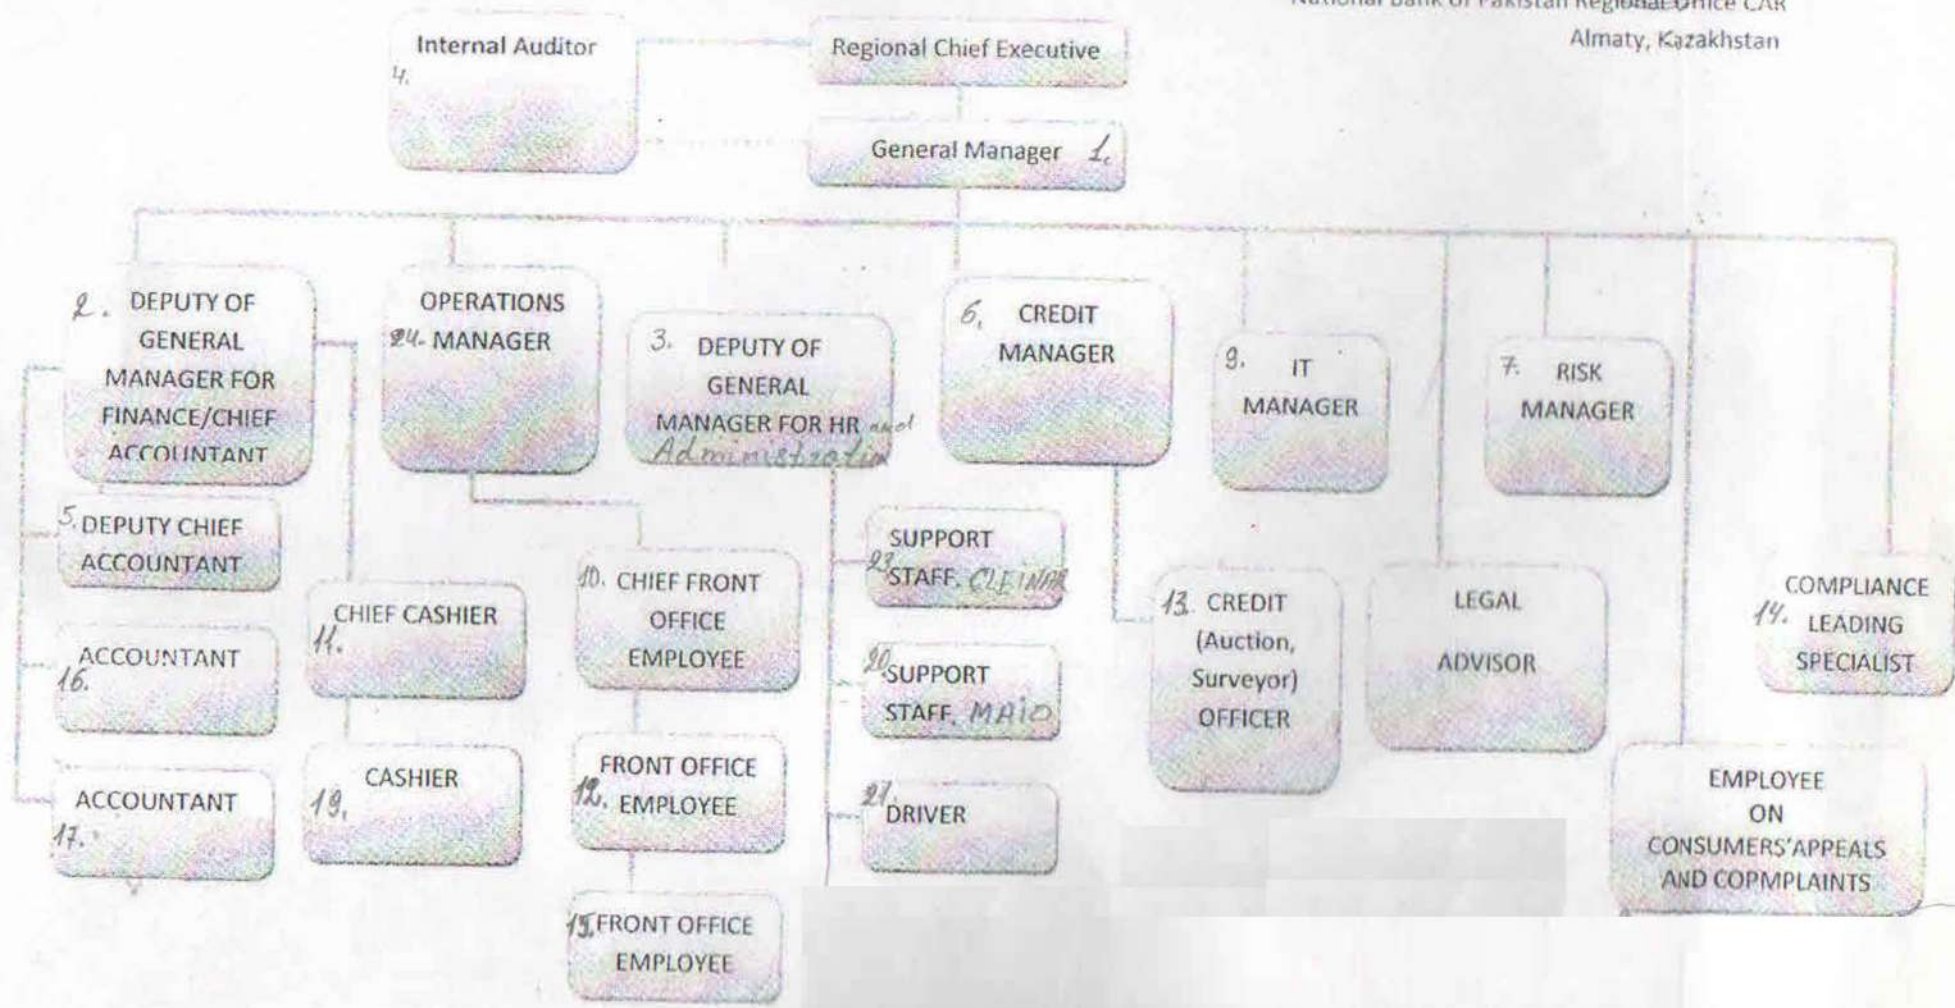 National Bank of Pakistan Regional Office CAR
Almaty, Kazakhstan
Internal Auditor
4.
Regional Chief Executive
General Manager 1.
2. DEPUTY OF
GENERAL
MANAGER FOR
FINANCE/CHIEF
ACCOUNTANT
OPERATIONS
24. MANAGER
3. DEPUTY OF
GENERAL
MANAGER FOR HR and
Administration
6. CREDIT
MANAGER
9. IT
MANAGER
7. RISK
MANAGER
5. DEPUTY CHIEF
ACCOUNTANT
ACCOUNTANT
16.
ACCOUNTANT
17.
CHIEF CASHIER
11.
CASHIER
19.
10. CHIEF FRONT
OFFICE
EMPLOYEE
FRONT OFFICE
12. EMPLOYEE
15. FRONT OFFICE
EMPLOYEE
SUPPORT
23 STAFF. CLEINAR
20. SUPPORT
STAFF. MAID
21. DRIVER
13. CREDIT
(Auction,
Surveyor)
OFFICER
LEGAL
ADVISOR
COMPLIANCE
14. LEADING
SPECIALIST
EMPLOYEE
ON
CONSUMERS'APPEALS
AND COPMPLAINTS